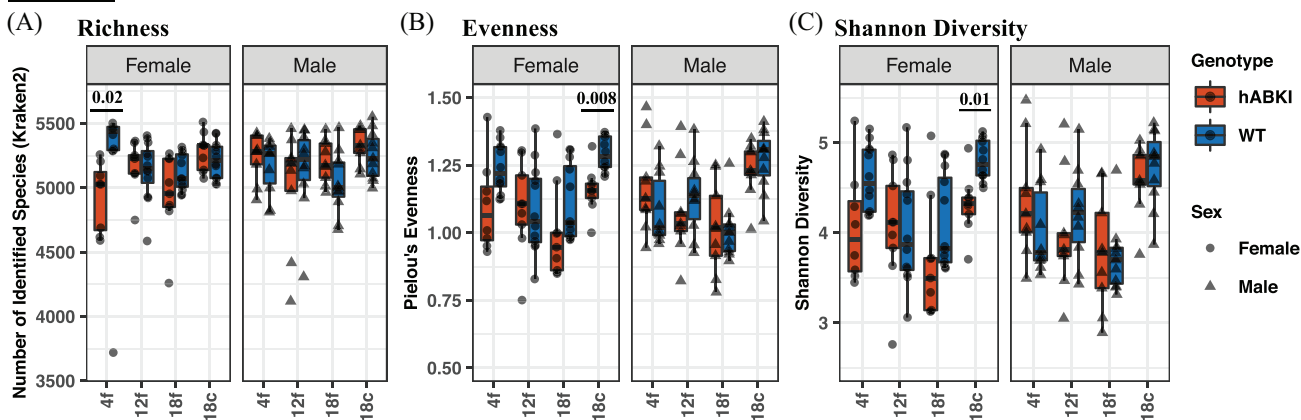 (A) Richness
Number of Identified Species (Kraken2)
Female
Male
0.02
5500
5000
4500
4000
3500
4f
12f
18f
18c
4f
12f
18f
18c
(B) Evenness
Pielou's Evenness
Female
Male
0.008
1.50
1.25
1.00
0.75
0.50
4f
12f
18f
18c
4f
12f
18f
18c
(C) Shannon Diversity
Shannon Diversity
Female
Male
0.01
5
4
3
4f
12f
18f
18c
4f
12f
18f
18c
Genotype
hABKI
WT
Sex
Female
Male